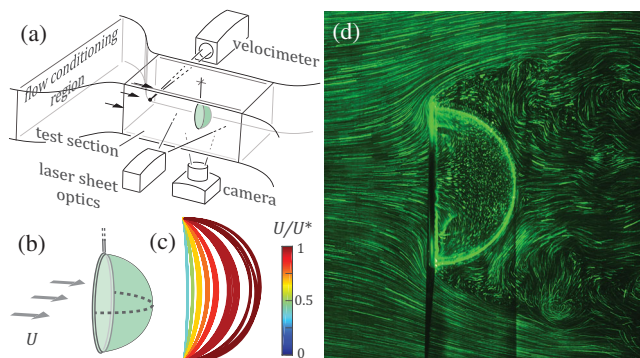 (a)
velocimeter
flow conditioning
region
test section
laser sheet
optics
camera
(b)
U
(c)
U/U*
1
0.5
0
(d)